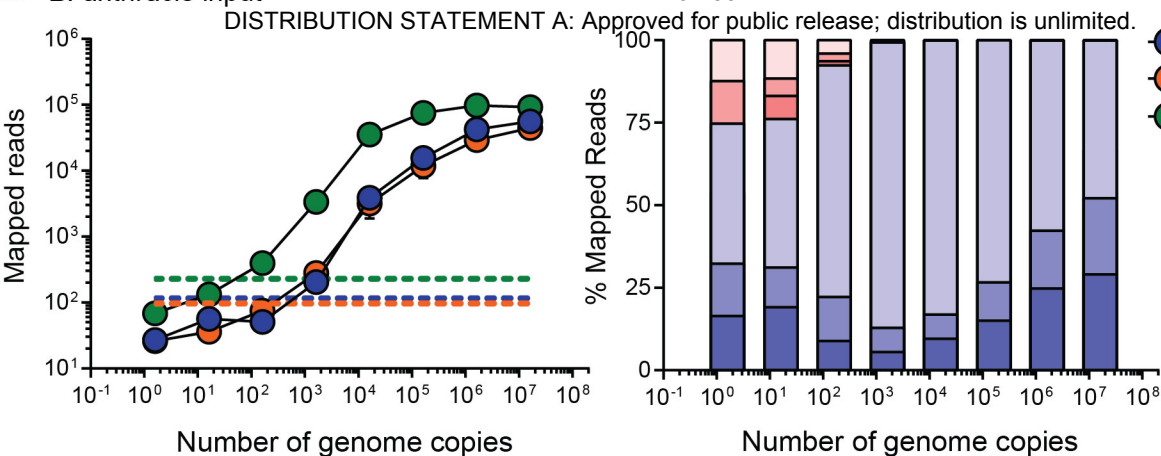 DISTRIBUTION STATEMENT A: Approved for public release; distribution is unlimited.
Mapped reads
10⁶
10⁵
10⁴
10³
10²
10¹
10⁻¹ 10⁰ 10¹ 10² 10³ 10⁴ 10⁵ 10⁶ 10⁷ 10⁸
Number of genome copies
% Mapped Reads
100
75
50
25
0
10⁻¹ 10⁰ 10¹ 10² 10³ 10⁴ 10⁵ 10⁶ 10⁷ 10⁸
Number of genome copies